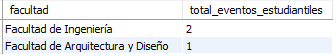 facultad total_eventos_estudiantiles
Facultad de Ingeniería 2
Facultad de Arquitectura y Diseño 1